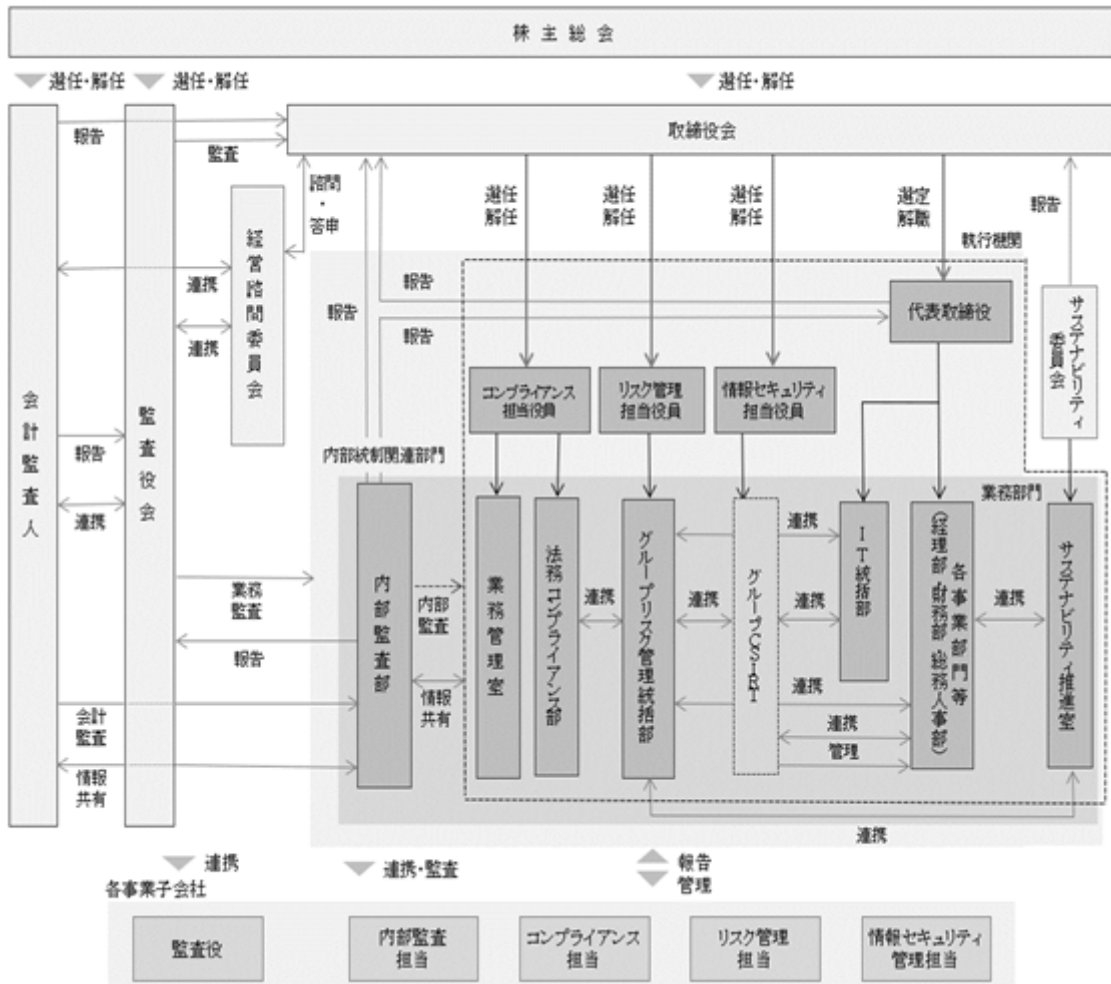 株主総会
選任・解任
選任・解任
選任・解任
取締役会
報告
監査
諮問
・
答申
選任
解任
選任
解任
選任
解任
選定
解職
報告
執行機関
経営諮問委員会
連携
連携
報告
報告
報告
代表取締役
サステナビリティ
委員会
コンプライアンス
担当役員
リスク管理
担当役員
情報セキュリティ
担当役員
会計監査人
監査役会
報告
連携
内部統制関連部門
業務部門
業務
監査
報告
会計
監査
情報
共有
内部監査部
内部
監査
情報
共有
業務管理室
法務コンプライアンス部
連携
グループリスク管理統括部
連携
連携
グループCSIRT
連携
IT統括部
連携
連携
管理
各事業部門等
(経理部・財務部・総務人事部)
連携
サステナビリティ推進室
連携
連携
連携・監査
報告
管理
各事業子会社
監査役
内部監査
担当
コンプライアンス
担当
リスク管理
担当
情報セキュリティ
管理担当